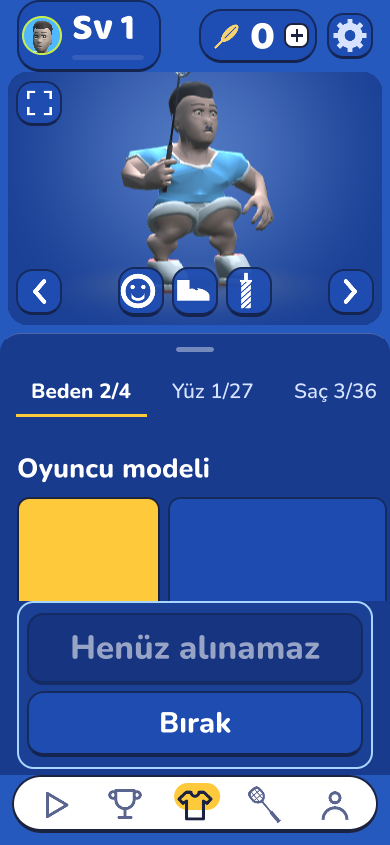 Sv 1
0
Beden 2/4
Yüz 1/27
Saç 3/36
Oyuncu modeli
Henüz alınamaz
Bırak